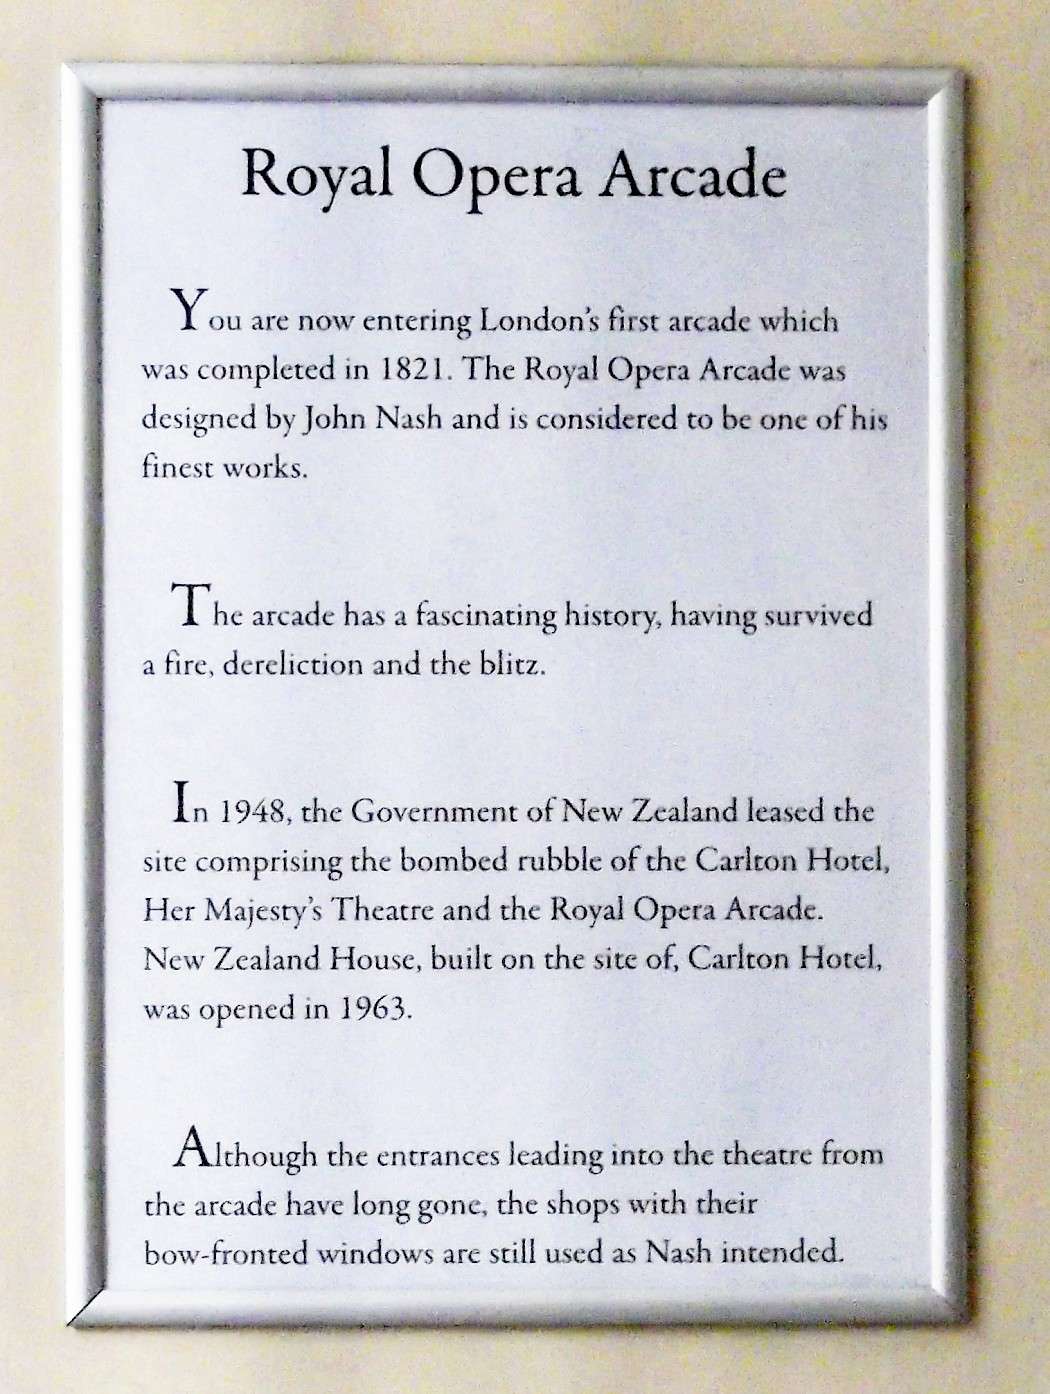 Royal Opera Arcade
You are now entering London's first arcade which
was completed in 1821. The Royal Opera Arcade was
designed by John Nash and is considered to be one of his
finest works.
The arcade has a fascinating history, having survived
a fire, dereliction and the blitz.
In 1948, the Government of New Zealand leased the
site comprising the bombed rubble of the Carlton Hotel,
Her Majesty's Theatre and the Royal Opera Arcade.
New Zealand House, built on the site of, Carlton Hotel,
was opened in 1963.
Although the entrances leading into the theatre from
the arcade have long gone, the shops with their
bow-fronted windows are still used as Nash intended.